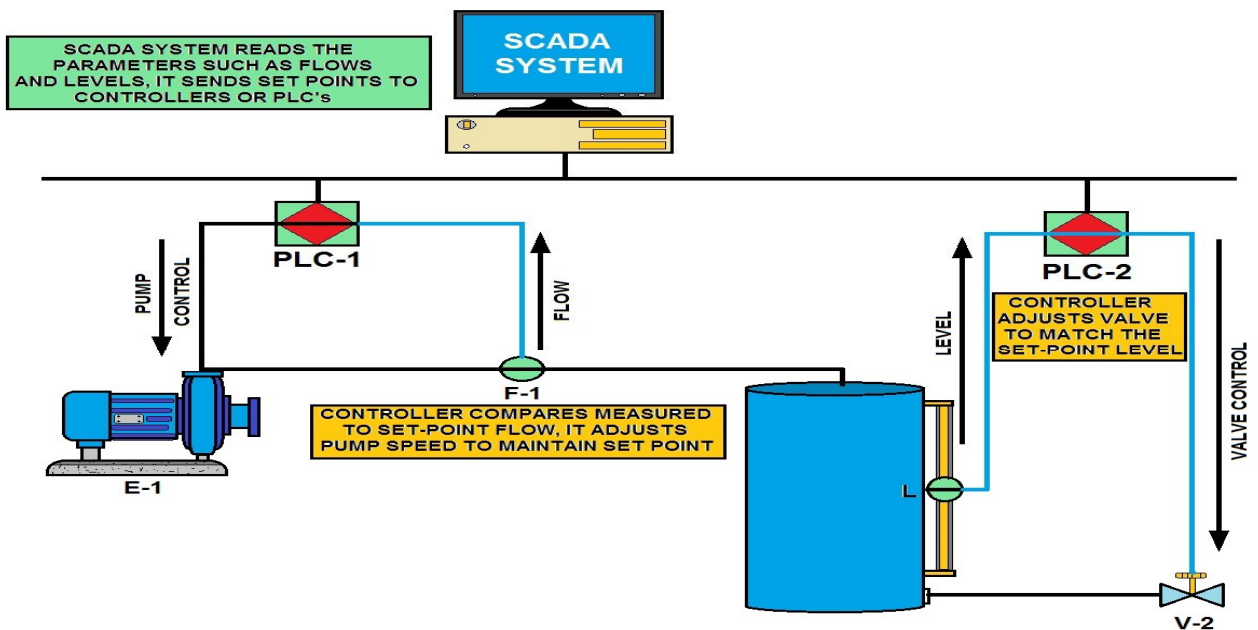 SCADA SYSTEM READS THE
PARAMETERS SUCH AS FLOWS
AND LEVELS, IT SENDS SET POINTS TO
CONTROLLERS OR PLC's
SCADA
SYSTEM
PLC-1
PLC-2
PUMP
CONTROL
FLOW
LEVEL
VALVE CONTROL
CONTROLLER
ADJUSTS VALVE
TO MATCH THE
SET-POINT LEVEL
F-1
CONTROLLER COMPARES MEASURED
TO SET-POINT FLOW, IT ADJUSTS
PUMP SPEED TO MAINTAIN SET POINT
E-1
L
V-2